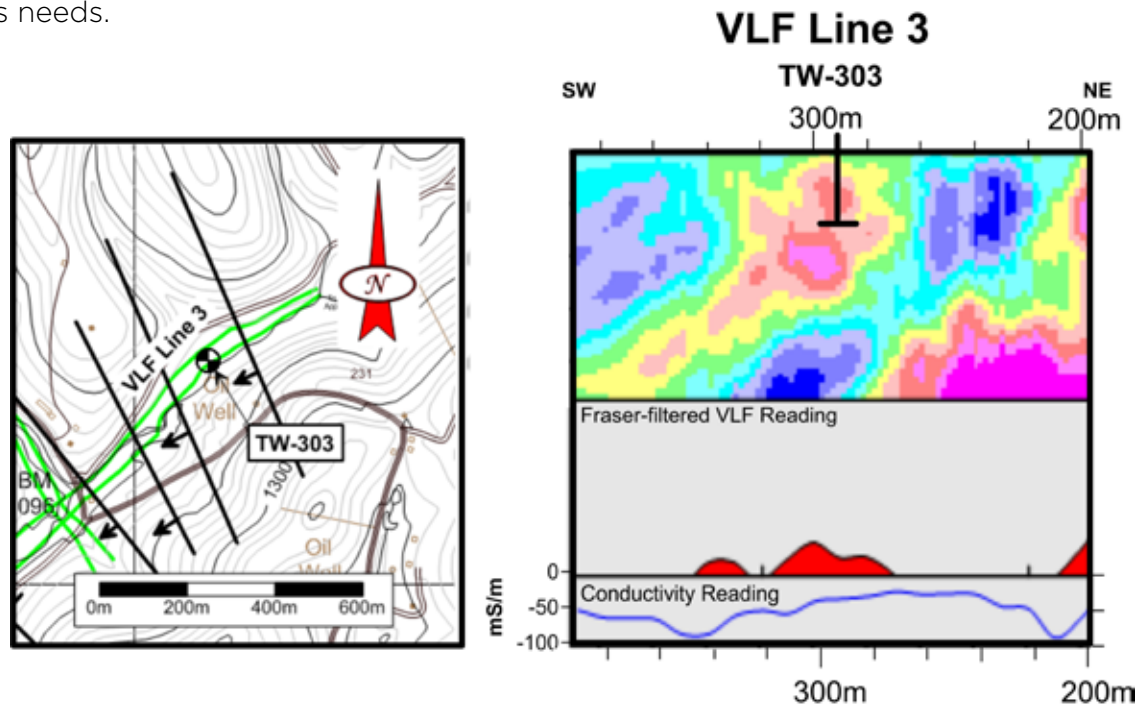 s needs.
VLF Line 3
TW-303
SW
NE
300m
200m
N
VLF Line 3
231
Oil
Well
TW-303
1300
BM
096
Oil
Well
0m
200m
400m
600m
Fraser-filtered VLF Reading
0
Conductivity Reading
-50
-100
mS/m
300m
200m